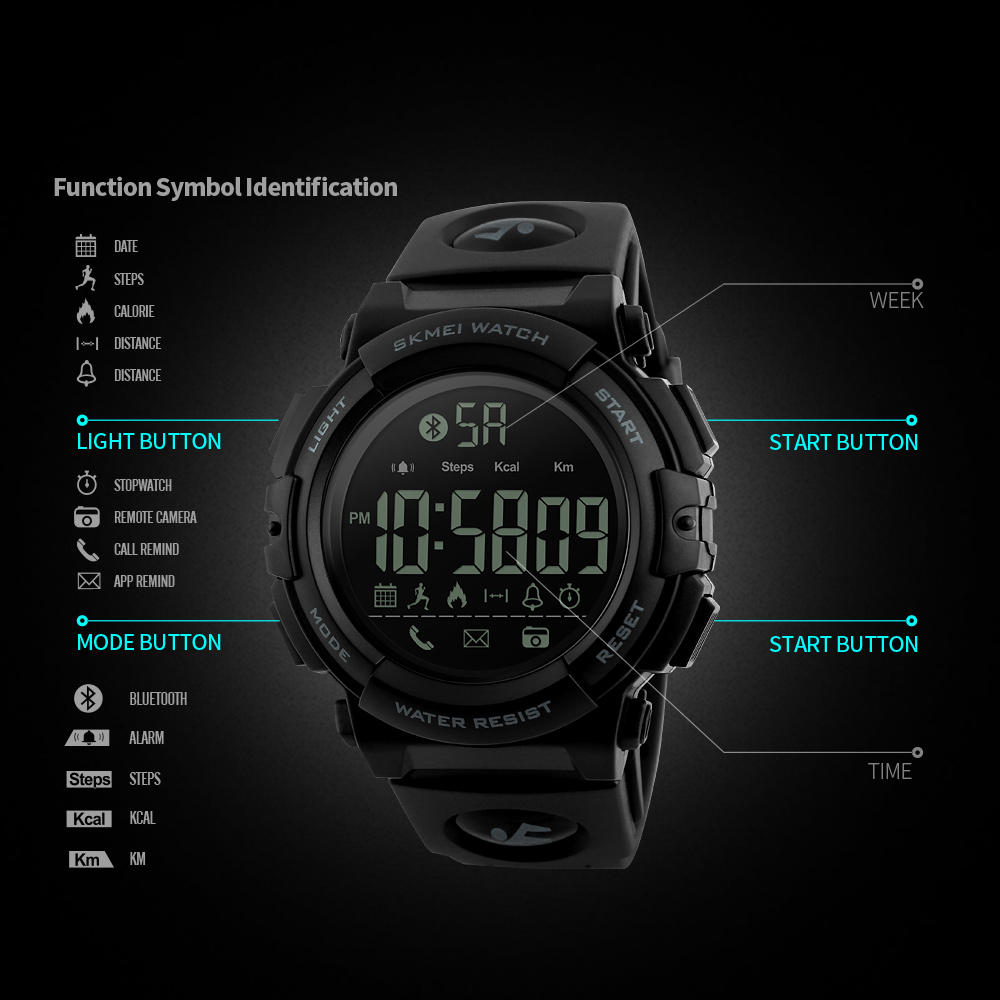 Function Symbol Identification
DATE
STEPS
CALORIE
DISTANCE
DISTANCE
LIGHT BUTTON
STOPWATCH
REMOTE CAMERA
CALL REMIND
APP REMIND
MODE BUTTON
BLUETOOTH
ALARM
Steps STEPS
Kcal KCAL
Km KM
SKMEI WATCH
LIGHT
START
SA
Steps Kcal Km
PM 10:58 09
MODE
RESET
WATER RESIST
WEEK
START BUTTON
START BUTTON
TIME